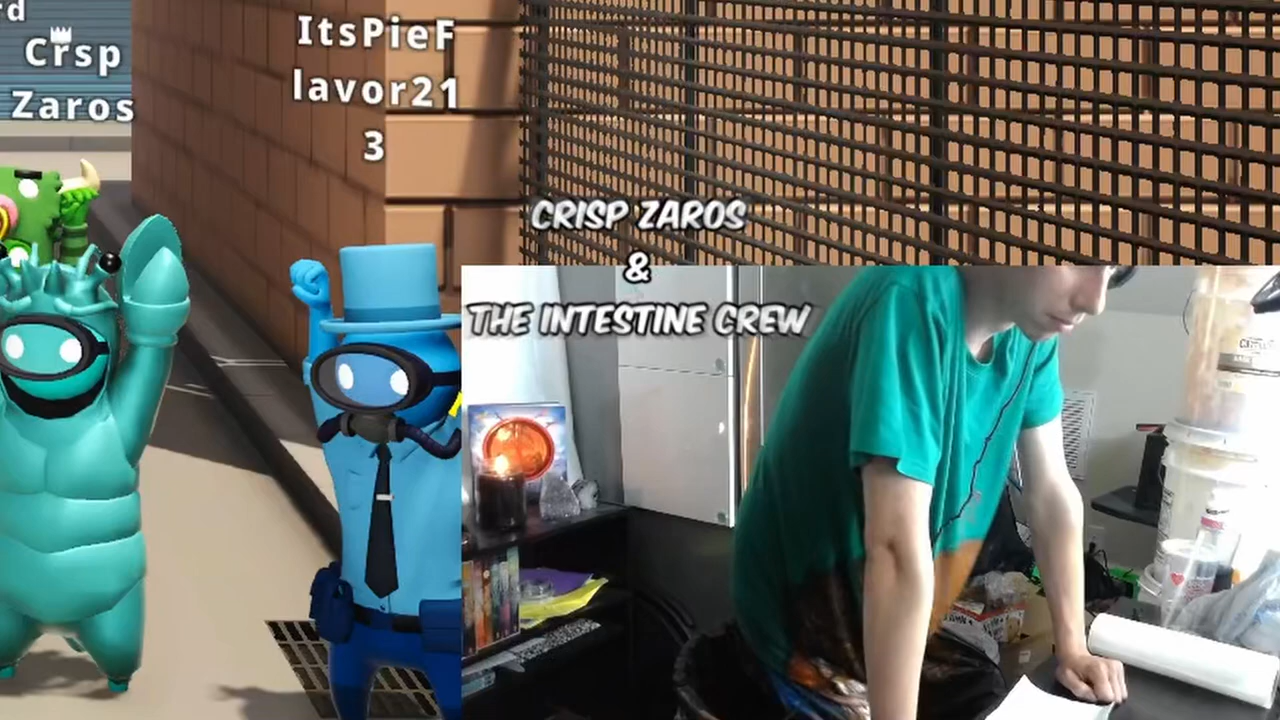 rd
Crsp
Zaros
ItsPieF
lavor21
3
CRISP ZAROS
&
THE INTESTINE CREW